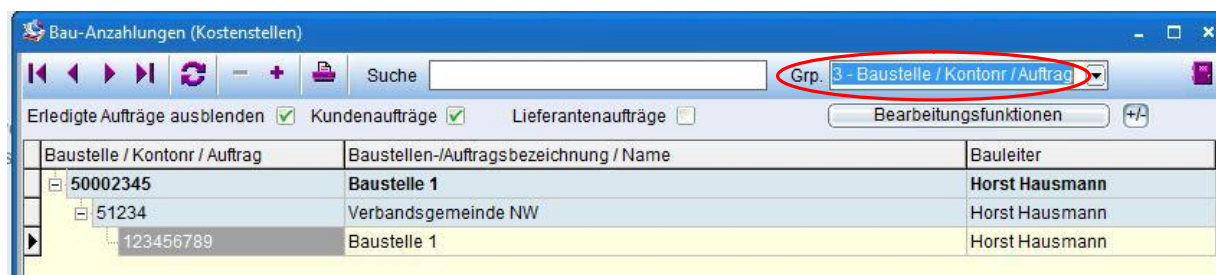 Bau-Anzahlungen (Kostenstellen)
Suche Grp. 3 - Baustelle / Kontonr / Auftrag
Erledigte Aufträge ausblenden Kundenaufträge Lieferantenaufträge Bearbeitungsfunktionen +/-
Baustelle / Kontonr / Auftrag Baustellen-/Auftragsbezeichnung / Name Bauleiter
50002345 Baustelle 1 Horst Hausmann
51234 Verbandsgemeinde NW Horst Hausmann
123456789 Baustelle 1 Horst Hausmann